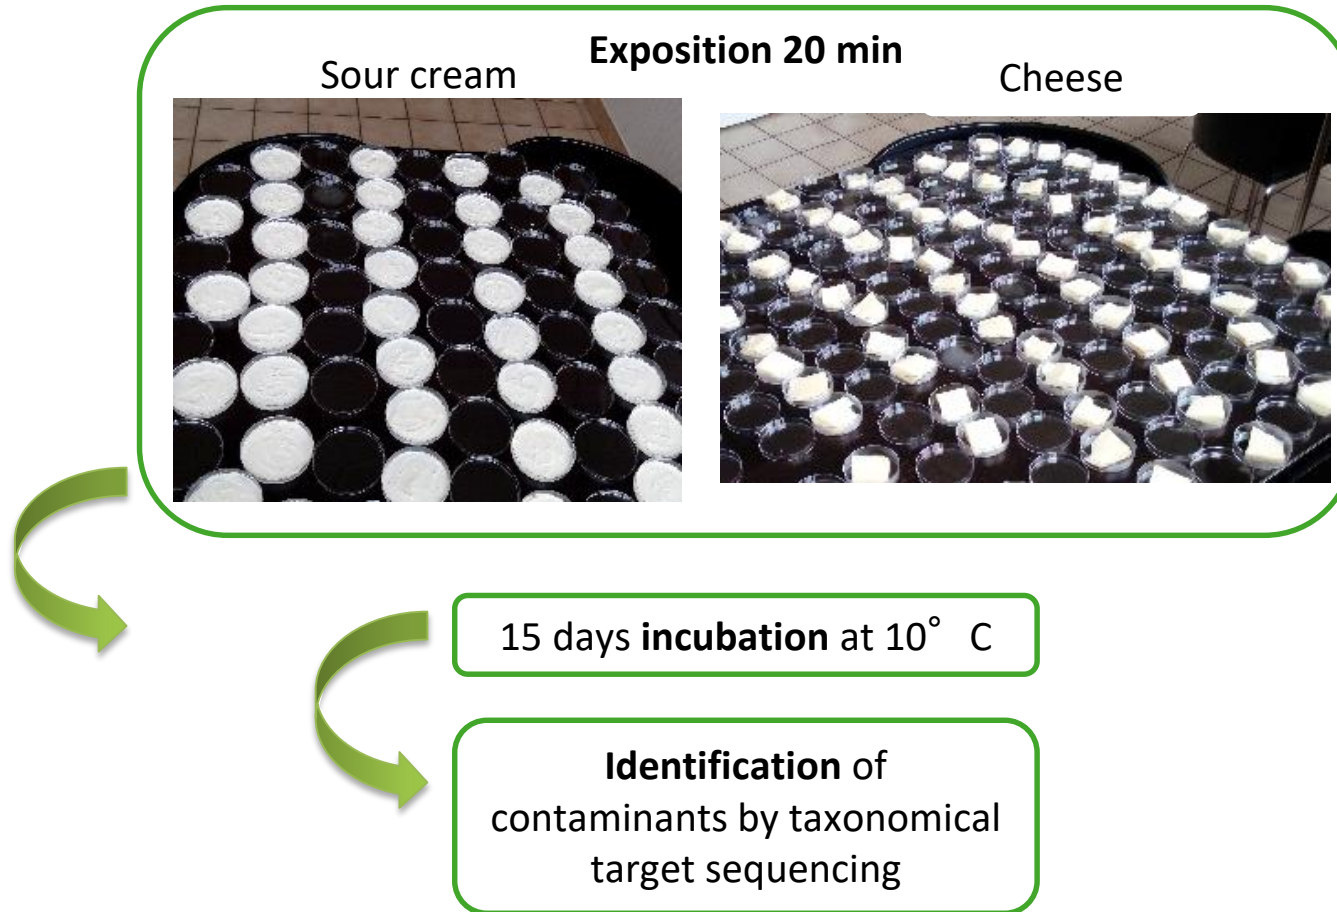 Exposition 20 min
Sour cream
Cheese
15 days incubation at 10° C
Identification of
contaminants by taxonomical
target sequencing